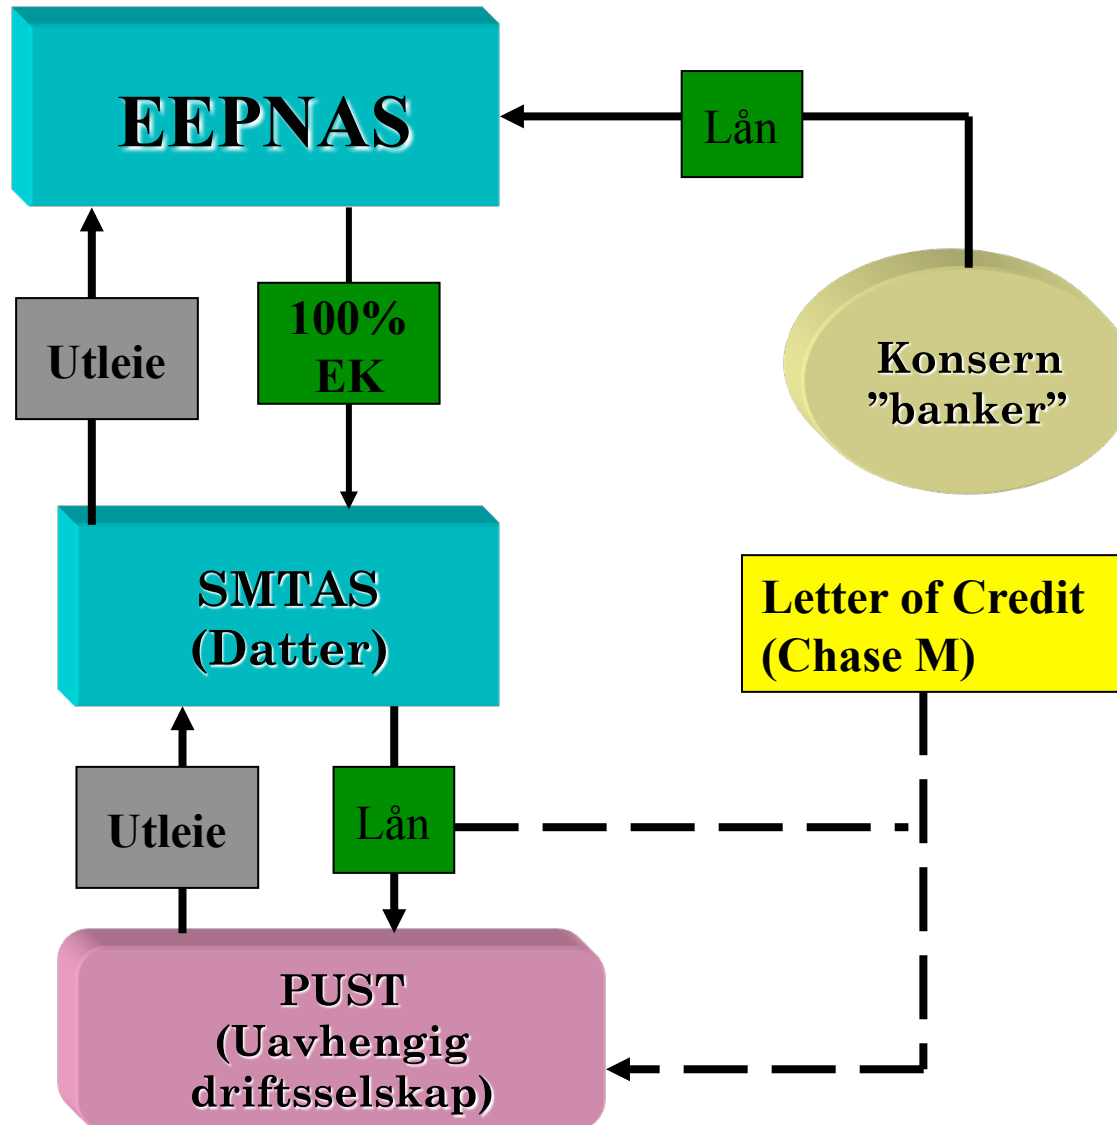 EEPNAS
Lån
Utleie
100%
EK
Konsern
”banker”
SMTAS
(Datter)
Letter of Credit
(Chase M)
Utleie
Lån
PUST
(Uavhengig
driftsselskap)